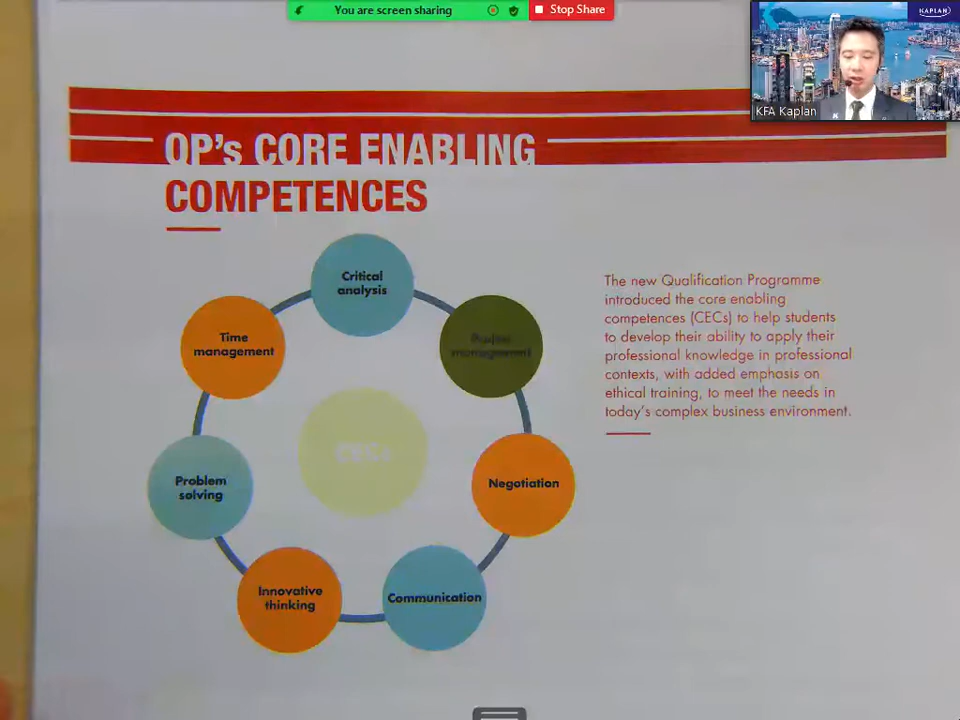 You are screen sharing
Stop Share
KAPLAN
KFA Kaplan
QP's CORE ENABLING
COMPETENCES
Critical
analysis
Time
management
management
CECs
Problem
solving
Negotiation
Innovative
thinking
Communication
The new Qualification Programme
introduced the core enabling
competences (CECs) to help students
to develop their ability to apply their
professional knowledge in professional
contexts, with added emphasis on
ethical training, to meet the needs in
today's complex business environment.